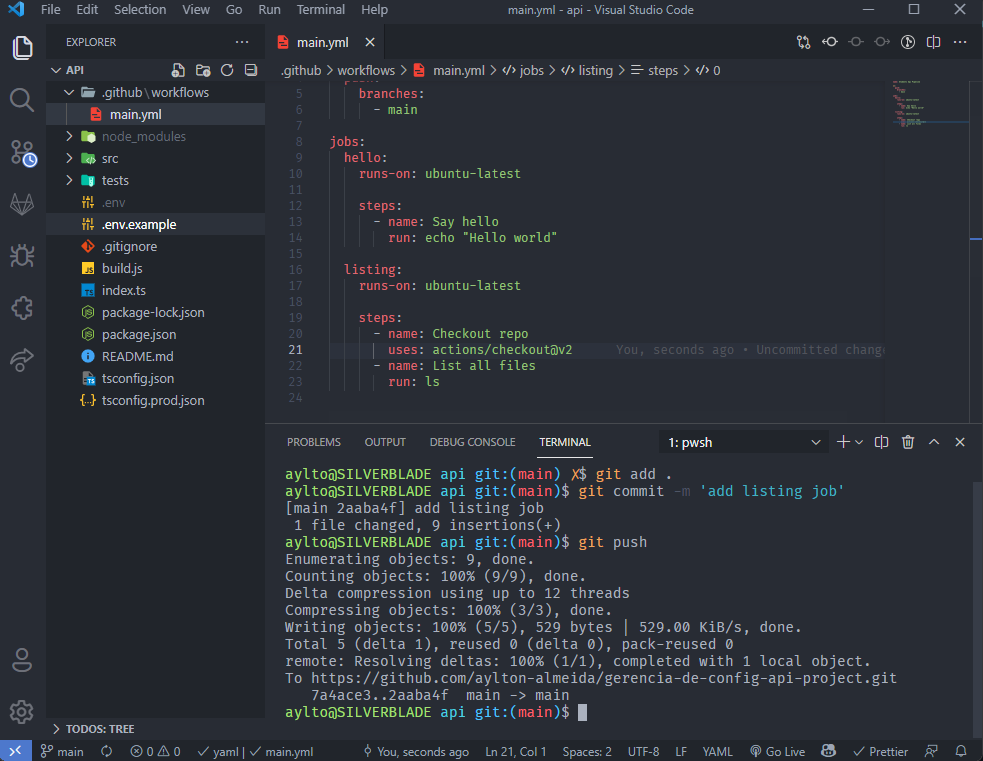 File Edit Selection View Go Run Terminal Help main.yml - api - Visual Studio Code
EXPLORER
API
.github \ workflows
main.yml
node_modules
src
tests
.env
.env.example
.gitignore
build.js
index.ts
package-lock.json
package.json
README.md
tsconfig.json
tsconfig.prod.json
TODOS: TREE
main.yml
.github > workflows > main.yml > jobs > listing > steps > 0
5 branches:
6 - main
7
8 jobs:
9 hello:
10 runs-on: ubuntu-latest
11
12 steps:
13 - name: Say hello
14 run: echo "Hello world"
15
16 listing:
17 runs-on: ubuntu-latest
18
19 steps:
20 - name: Checkout repo
21 uses: actions/checkout@v2 You, seconds ago • Uncommitted change
22 - name: List all files
23 run: ls
24
PROBLEMS OUTPUT DEBUG CONSOLE TERMINAL 1: pwsh
aylto@SILVERBLADE api git:(main) ✗$ git add .
aylto@SILVERBLADE api git:(main)$ git commit -m 'add listing job'
[main 2aaba4f] add listing job
1 file changed, 9 insertions(+)
aylto@SILVERBLADE api git:(main)$ git push
Enumerating objects: 9, done.
Counting objects: 100% (9/9), done.
Delta compression using up to 12 threads
Compressing objects: 100% (3/3), done.
Writing objects: 100% (5/5), 529 bytes | 529.00 KiB/s, done.
Total 5 (delta 1), reused 0 (delta 0), pack-reused 0
remote: Resolving deltas: 100% (1/1), completed with 1 local object.
To https://github.com/aylton-almeida/gerencia-de-config-api-project.git
7a4ace3..2aaba4f main -> main
aylto@SILVERBLADE api git:(main)$
main 0 0 yaml | main.yml You, seconds ago Ln 21, Col 1 Spaces: 2 UTF-8 LF YAML Go Live Prettier